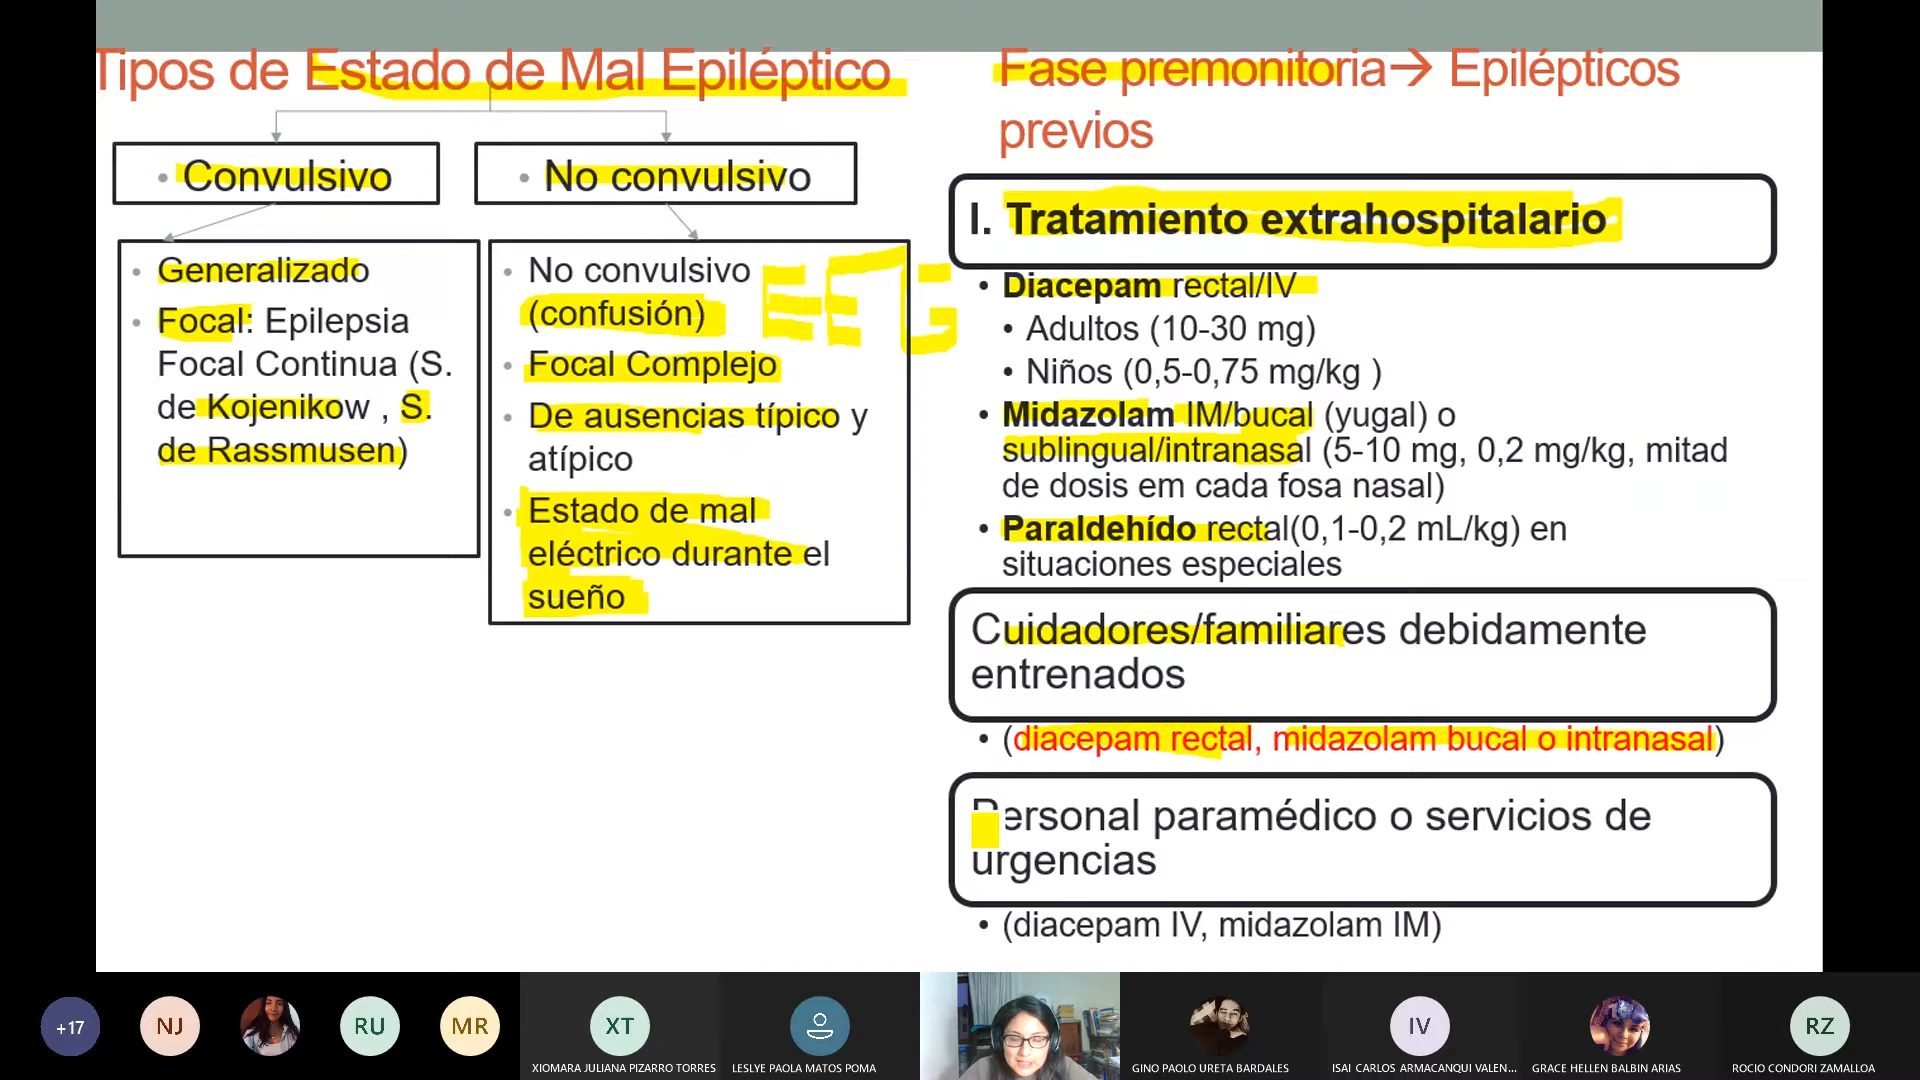 Tipos de Estado de Mal Epiléptico
• Convulsivo
• No convulsivo
• Generalizado
• Focal: Epilepsia
Focal Continua (S.
de Kojenikow , S.
de Rassmusen)
• No convulsivo
(confusión)
EEG
• Focal Complejo
• De ausencias típico y
atípico
• Estado de mal
eléctrico durante el
sueño
Fase premonitoria→ Epilépticos
previos
I. Tratamiento extrahospitalario
• Diacepam rectal/IV
• Adultos (10-30 mg)
• Niños (0,5-0,75 mg/kg )
• Midazolam IM/bucal (yugal) o
sublingual/intranasal (5-10 mg, 0,2 mg/kg, mitad
de dosis em cada fosa nasal)
• Paraldehído rectal(0,1-0,2 mL/kg) en
situaciones especiales
Cuidadores/familiares debidamente
entrenados
• (diacepam rectal, midazolam bucal o intranasal)
Personal paramédico o servicios de
urgencias
• (diacepam IV, midazolam IM)
+17
NJ
RU
MR
XT
IV
RZ
XIOMARA JULIANA PIZARRO TORRES
LESLYE PAOLA MATOS POMA
GINO PAOLO URETA BARDALES
ISAI CARLOS ARMACANQUI VALEN...
GRACE HELLEN BALBIN ARIAS
ROCIO CONDORI ZAMALLOA